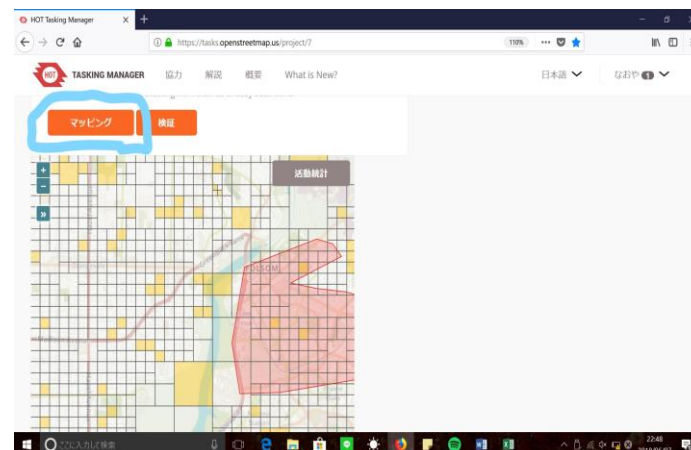 HOT Tasking Manager
https://tasks.openstreetmap.us/project/7
110%
HOT
TASKING MANAGER
協力
解説
概要
What is New?
日本語
なおや 1
マッピング
検証
+
−
»
活動統計
FOLSOM
ここに入力して検索
22:48